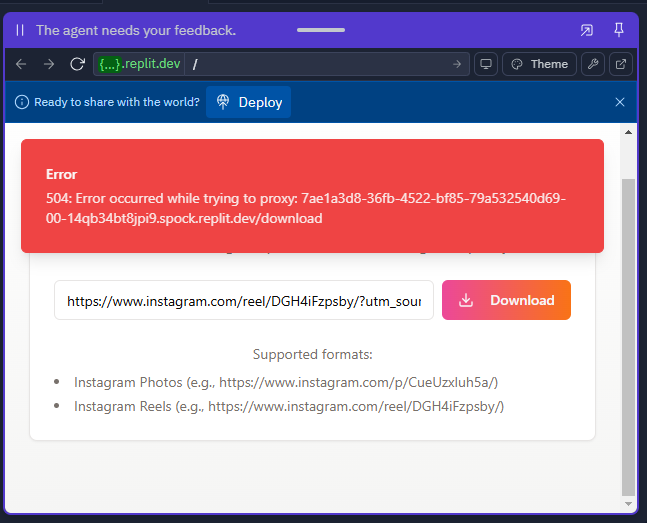 The agent needs your feedback.
{...}.replit.dev /
Theme
Ready to share with the world? Deploy
Error
504: Error occurred while trying to proxy: 7ae1a3d8-36fb-4522-bf85-79a532540d69-
00-14qb34bt8jpi9.spock.replit.dev/download
https://www.instagram.com/reel/DGH4iFzpsby/?utm_sour
Download
Supported formats:
• Instagram Photos (e.g., https://www.instagram.com/p/CueUzxluh5a/)
• Instagram Reels (e.g., https://www.instagram.com/reel/DGH4iFzpsby/)